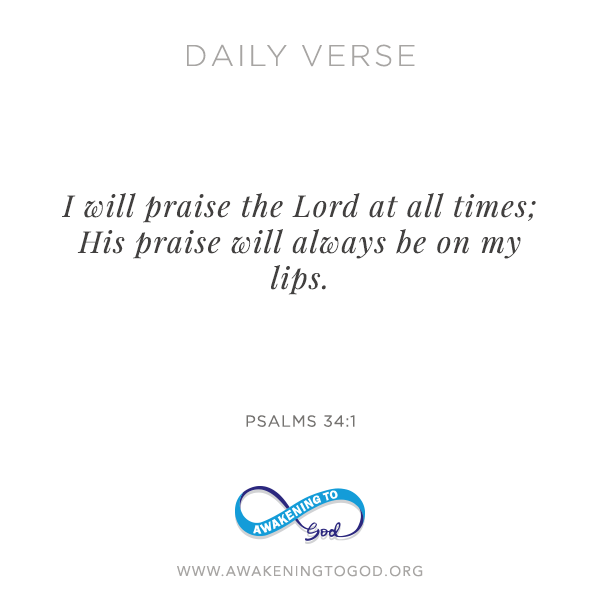 DAILY VERSE
I will praise the Lord at all times;
His praise will always be on my
lips.
PSALMS 34:1
AWAKENING TO
God
WWW.AWAKENINGTOGOD.ORG